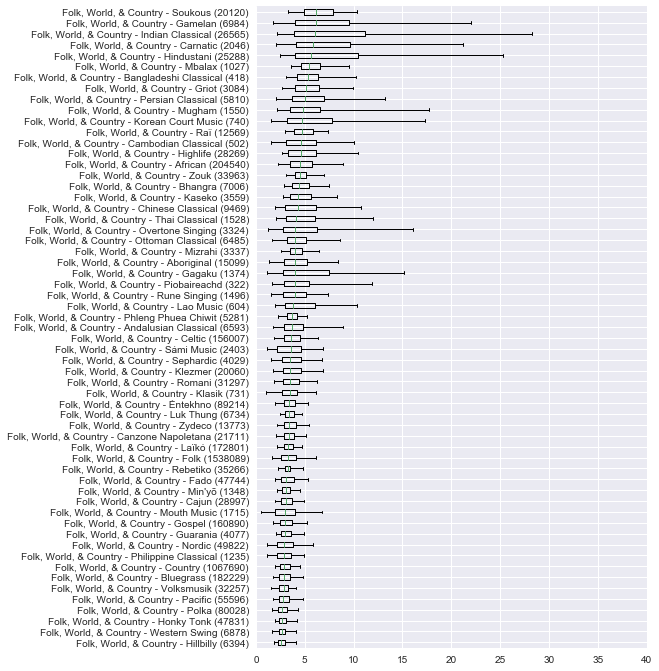 Folk, World, & Country - Soukous (20120)
Folk, World, & Country - Gamelan (6984)
Folk, World, & Country - Indian Classical (26565)
Folk, World, & Country - Carnatic (2046)
Folk, World, & Country - Hindustani (25288)
Folk, World, & Country - Mbalax (1027)
Folk, World, & Country - Bangladeshi Classical (418)
Folk, World, & Country - Griot (3084)
Folk, World, & Country - Persian Classical (5810)
Folk, World, & Country - Mugham (1550)
Folk, World, & Country - Korean Court Music (740)
Folk, World, & Country - Raï (12569)
Folk, World, & Country - Cambodian Classical (502)
Folk, World, & Country - Highlife (28269)
Folk, World, & Country - African (204540)
Folk, World, & Country - Zouk (33963)
Folk, World, & Country - Bhangra (7006)
Folk, World, & Country - Kaseko (3559)
Folk, World, & Country - Chinese Classical (9469)
Folk, World, & Country - Thai Classical (1528)
Folk, World, & Country - Overtone Singing (3324)
Folk, World, & Country - Ottoman Classical (6485)
Folk, World, & Country - Mizrahi (3337)
Folk, World, & Country - Aboriginal (15099)
Folk, World, & Country - Gagaku (1374)
Folk, World, & Country - Piobaireachd (322)
Folk, World, & Country - Rune Singing (1496)
Folk, World, & Country - Lao Music (604)
Folk, World, & Country - Phleng Phuea Chiwit (5281)
Folk, World, & Country - Andalusian Classical (6593)
Folk, World, & Country - Celtic (156007)
Folk, World, & Country - Sámi Music (2403)
Folk, World, & Country - Sephardic (4029)
Folk, World, & Country - Klezmer (20060)
Folk, World, & Country - Romani (31297)
Folk, World, & Country - Klasik (731)
Folk, World, & Country - Éntekhno (89214)
Folk, World, & Country - Luk Thung (6734)
Folk, World, & Country - Zydeco (13773)
Folk, World, & Country - Canzone Napoletana (21711)
Folk, World, & Country - Laïkó (172801)
Folk, World, & Country - Folk (1538089)
Folk, World, & Country - Rebetiko (35266)
Folk, World, & Country - Fado (47744)
Folk, World, & Country - Min'yō (1348)
Folk, World, & Country - Cajun (28997)
Folk, World, & Country - Mouth Music (1715)
Folk, World, & Country - Gospel (160890)
Folk, World, & Country - Guarania (4077)
Folk, World, & Country - Nordic (49822)
Folk, World, & Country - Philippine Classical (1235)
Folk, World, & Country - Country (1067690)
Folk, World, & Country - Bluegrass (182229)
Folk, World, & Country - Volksmusik (32257)
Folk, World, & Country - Pacific (55596)
Folk, World, & Country - Polka (80028)
Folk, World, & Country - Honky Tonk (47831)
Folk, World, & Country - Western Swing (6878)
Folk, World, & Country - Hillbilly (6394)
0 5 10 15 20 25 30 35 40